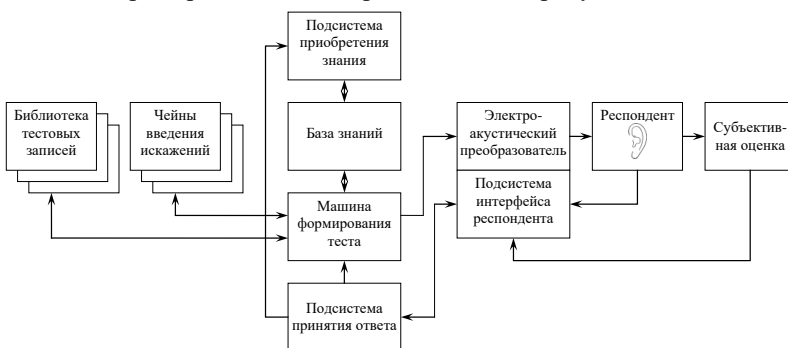 Подсистема
приобретения
знания
Библиотека
тестовых
записей
Чейны
введения
искажений
База знаний
Электро-
акустический
преобразователь
Респондент
Субъектив-
ная оценка
Машина
формирования
теста
Подсистема
интерфейса
респондента
Подсистема
принятия ответа